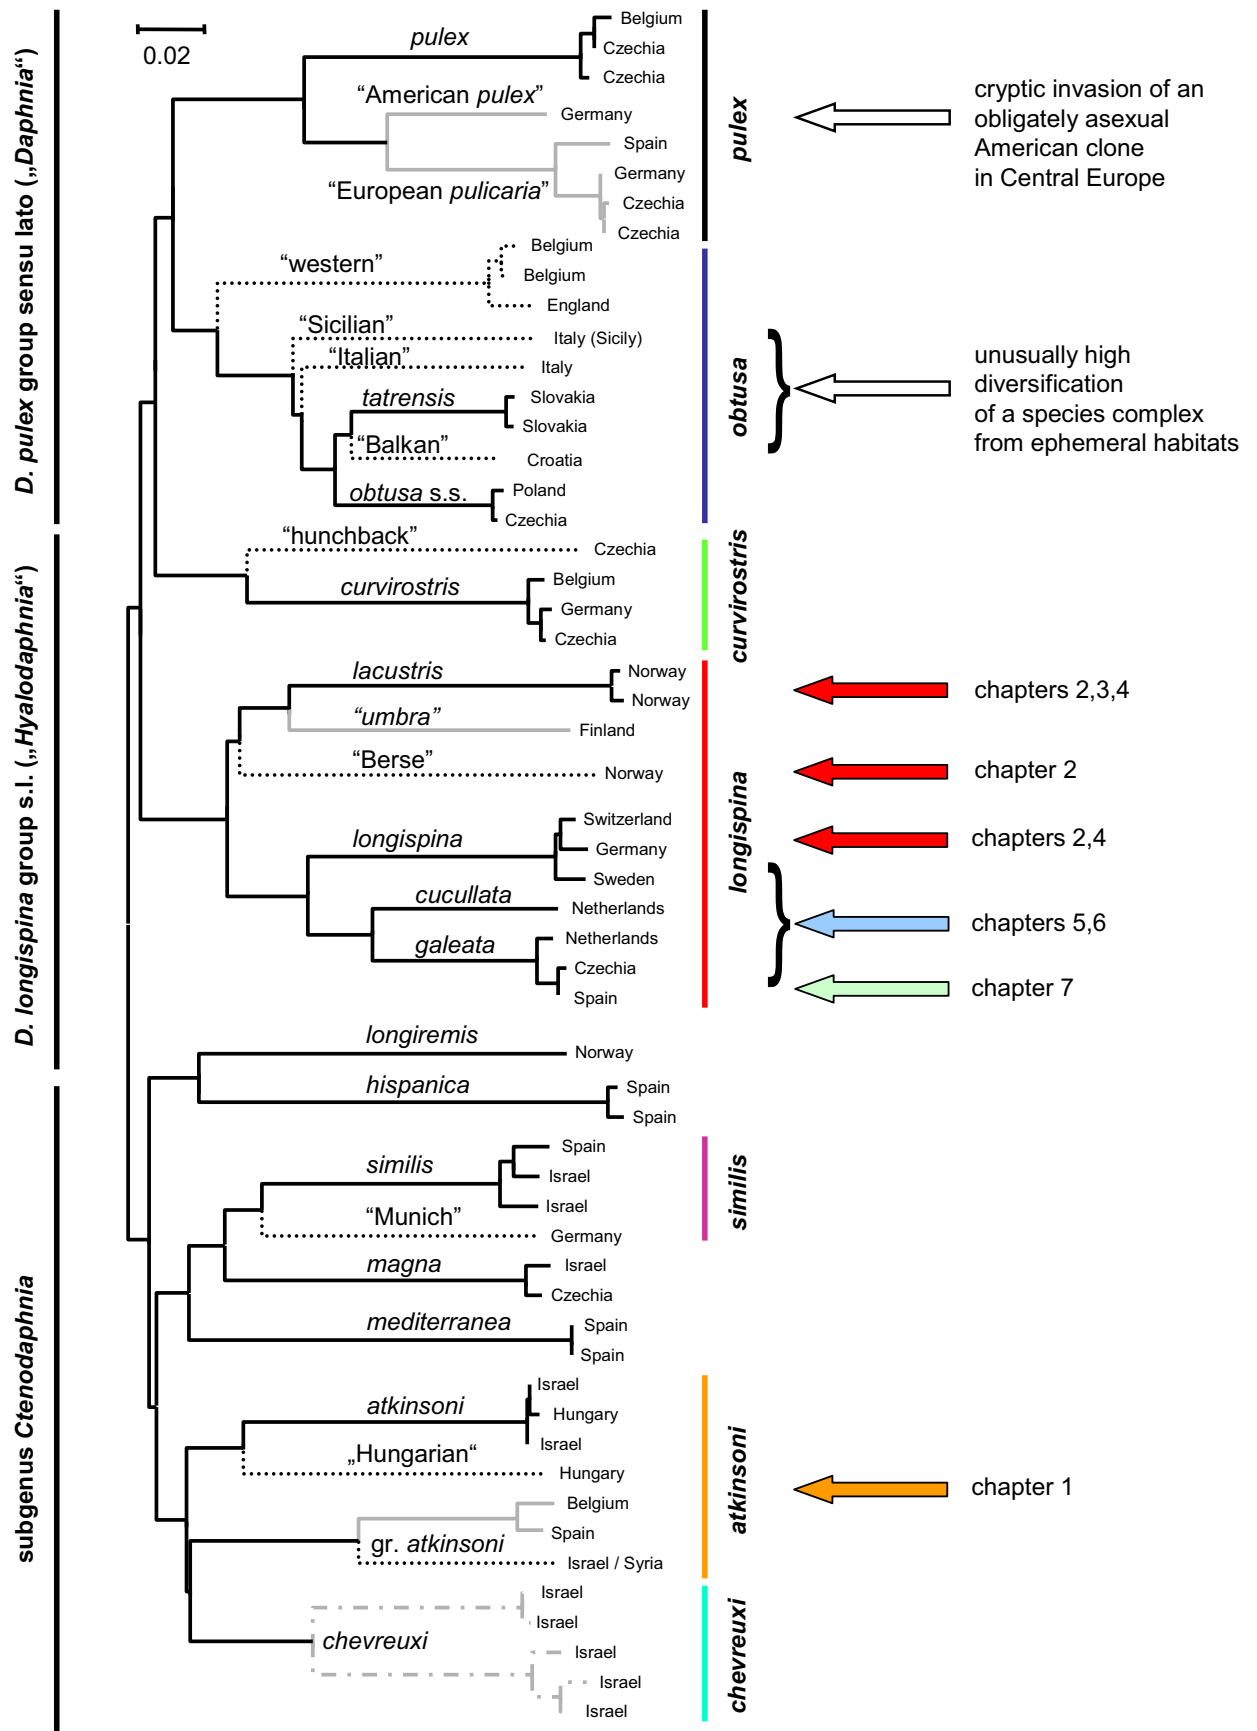 0.02
D. pulex group sensu lato („Daphnia“)
D. longispina group s.l. („Hyalodaphnia“)
subgenus Ctenodaphnia
pulex
Belgium
Czechia
Czechia
“American pulex”
Germany
Spain
“European pulicaria”
Germany
Czechia
Czechia
pulex
cryptic invasion of an
obligately asexual
American clone
in Central Europe
“western”
Belgium
Belgium
England
“Sicilian”
Italy (Sicily)
“Italian”
Italy
tatrensis
Slovakia
Slovakia
“Balkan”
Croatia
obtusa s.s.
Poland
Czechia
obtusa
unusually high
diversification
of a species complex
from ephemeral habitats
“hunchback”
Czechia
curvirostris
Belgium
Germany
Czechia
curvirostris
lacustris
Norway
Norway
“umbra”
Finland
“Berse”
Norway
longispina
Switzerland
Germany
Sweden
cucullata
Netherlands
galeata
Netherlands
Czechia
Spain
longispina
chapters 2,3,4
chapter 2
chapters 2,4
chapters 5,6
chapter 7
longiremis
Norway
hispanica
Spain
Spain
similis
Spain
Israel
Israel
“Munich”
Germany
similis
magna
Israel
Czechia
mediterranea
Spain
Spain
atkinsoni
Israel
Hungary
Israel
„Hungarian“
Hungary
Belgium
Spain
gr. atkinsoni
Israel / Syria
atkinsoni
chapter 1
chevreuxi
Israel
Israel
Israel
Israel
Israel
chevreuxi